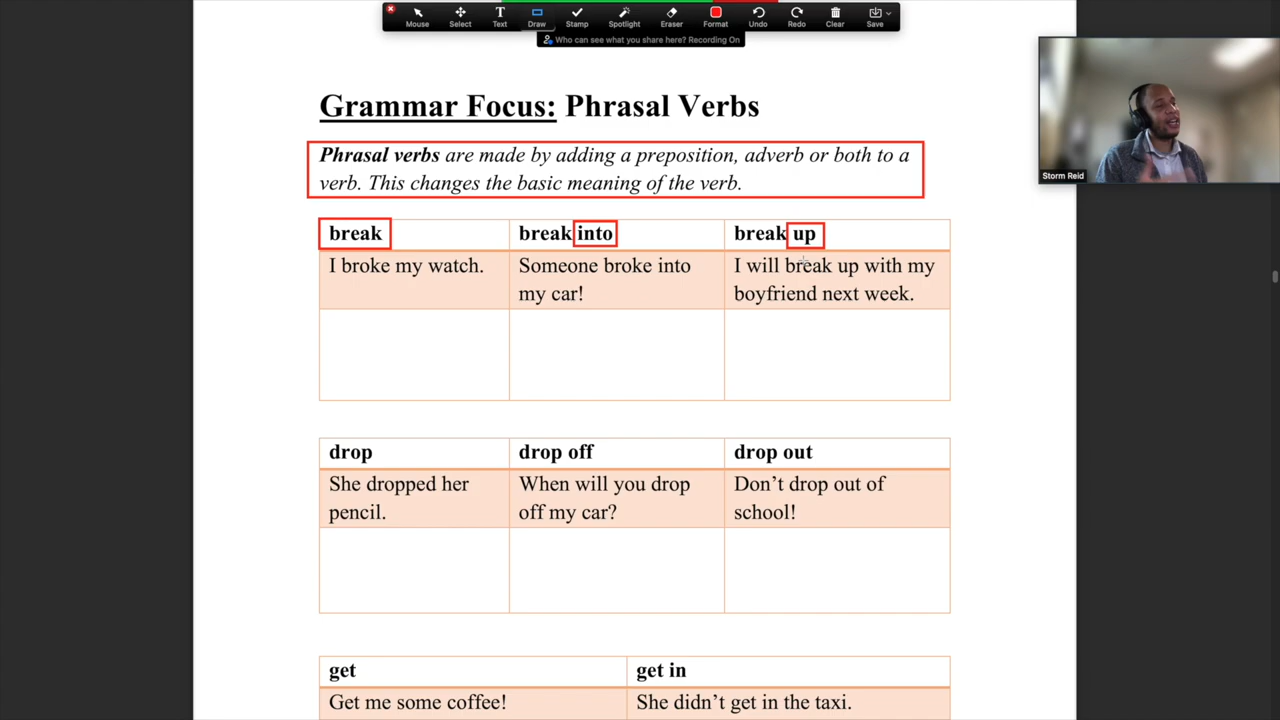 Mouse Select Text Draw Stamp Spotlight Eraser Format Undo Redo Clear Save
Who can see what you share here? Recording On
Grammar Focus: Phrasal Verbs
Storm Reid
Phrasal verbs are made by adding a preposition, adverb or both to a
verb. This changes the basic meaning of the verb.
break break into break up
I broke my watch. Someone broke into I will break up with my
my car! boyfriend next week.
drop drop off drop out
She dropped her When will you drop Don’t drop out of
pencil. off my car? school!
get get in
Get me some coffee! She didn’t get in the taxi.